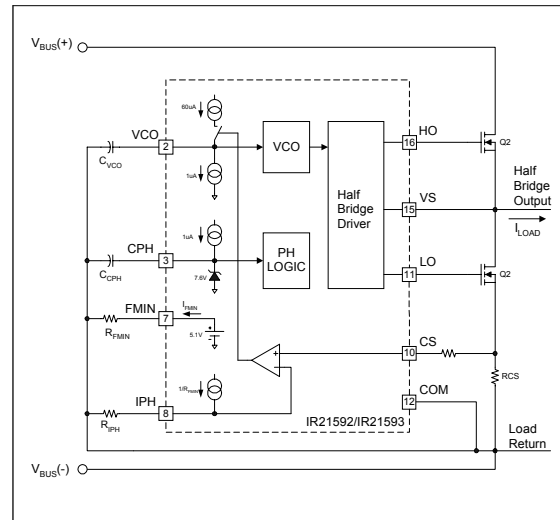 V_BUS(+)
60uA
VCO
2
C_VCO
1uA
VCO
HO
16
Q2
Half
Bridge
Driver
VS
15
Half
Bridge
Output
I_LOAD
1uA
CPH
3
C_CPH
7.6V
PH
LOGIC
LO
11
Q2
FMIN
7
I_FMIN
R_FMIN
5.1V
CS
10
RCS
1/R_FMIN
IPH
8
R_IPH
COM
12
IR21592/IR21593
Load
Return
V_BUS(-)